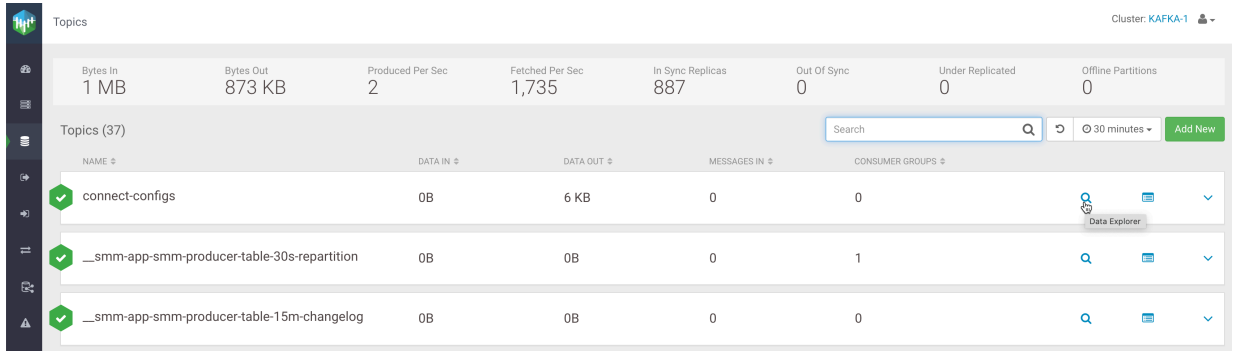 Topics
Cluster: KAFKA-1
Bytes In Bytes Out Produced Per Sec Fetched Per Sec In Sync Replicas Out Of Sync Under Replicated Offline Partitions
1 MB 873 KB 2 1,735 887 0 0 0
Topics (37) Search 30 minutes Add New
NAME DATA IN DATA OUT MESSAGES IN CONSUMER GROUPS
connect-configs 0B 6 KB 0 0
Data Explorer
__smm-app-smm-producer-table-30s-repartition 0B 0B 0 1
__smm-app-smm-producer-table-15m-changelog 0B 0B 0 0